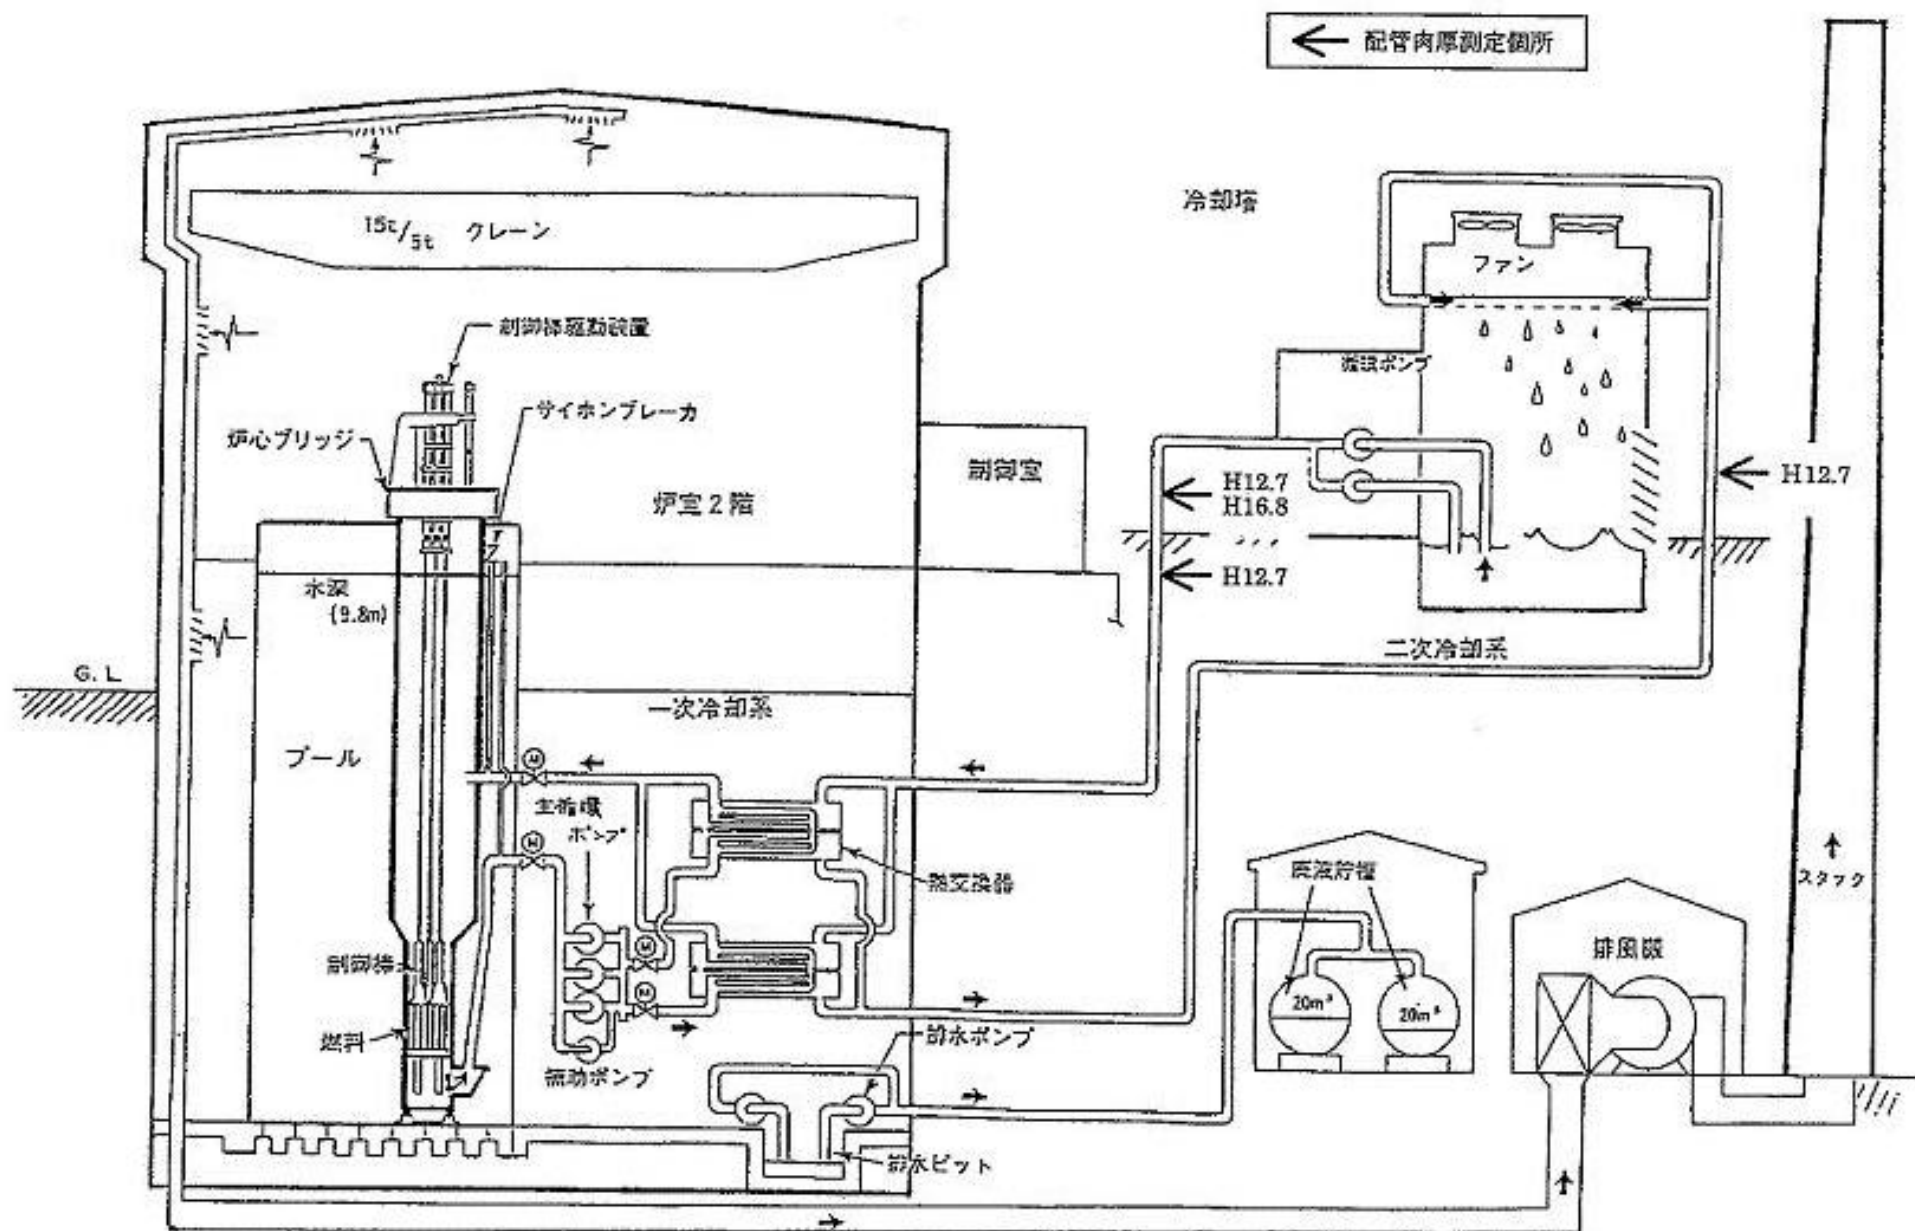 配管肉厚測定個所
15t/5t クレーン
冷却塔
ファン
制御棒駆動装置
サイホンブレーカ
炉心ブリッジ
循環ポンプ
制御室
炉室2階
H12.7
H16.8
H12.7
H12.7
水深
(9.8m)
二次冷却系
G.L
一次冷却系
プール
M
主循環
ポンプ
M
熱交換器
廃液貯槽
スタック
制御棒
M
排風機
M
20m³
20m³
燃料
補助ポンプ
排水ポンプ
排水ピット